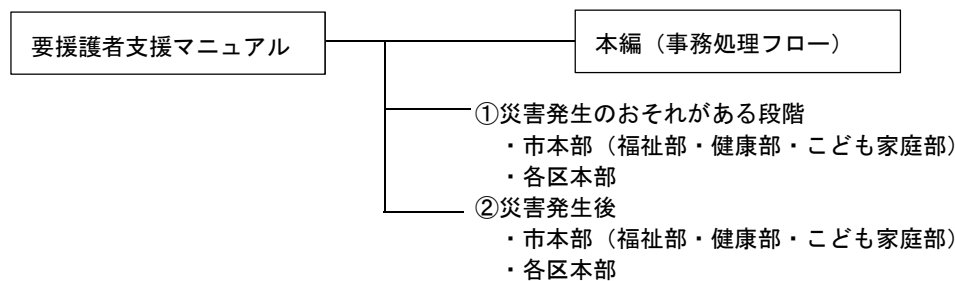 要援護者支援マニュアル
本編（事務処理フロー）
①災害発生のおそれがある段階
・市本部（福祉部・健康部・こども家庭部）
・各区本部
②災害発生後
・市本部（福祉部・健康部・こども家庭部）
・各区本部